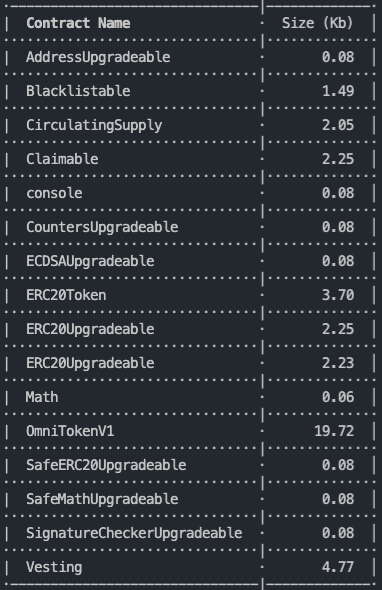 Contract Name · Size (Kb)
AddressUpgradeable · 0.08
Blacklistable · 1.49
CirculatingSupply · 2.05
Claimable · 2.25
console · 0.08
CountersUpgradeable · 0.08
ECDSAUpgradeable · 0.08
ERC20Token · 3.70
ERC20Upgradeable · 2.25
ERC20Upgradeable · 2.23
Math · 0.06
OmniTokenV1 · 19.72
SafeERC20Upgradeable · 0.08
SafeMathUpgradeable · 0.08
SignatureCheckerUpgradeable · 0.08
Vesting · 4.77